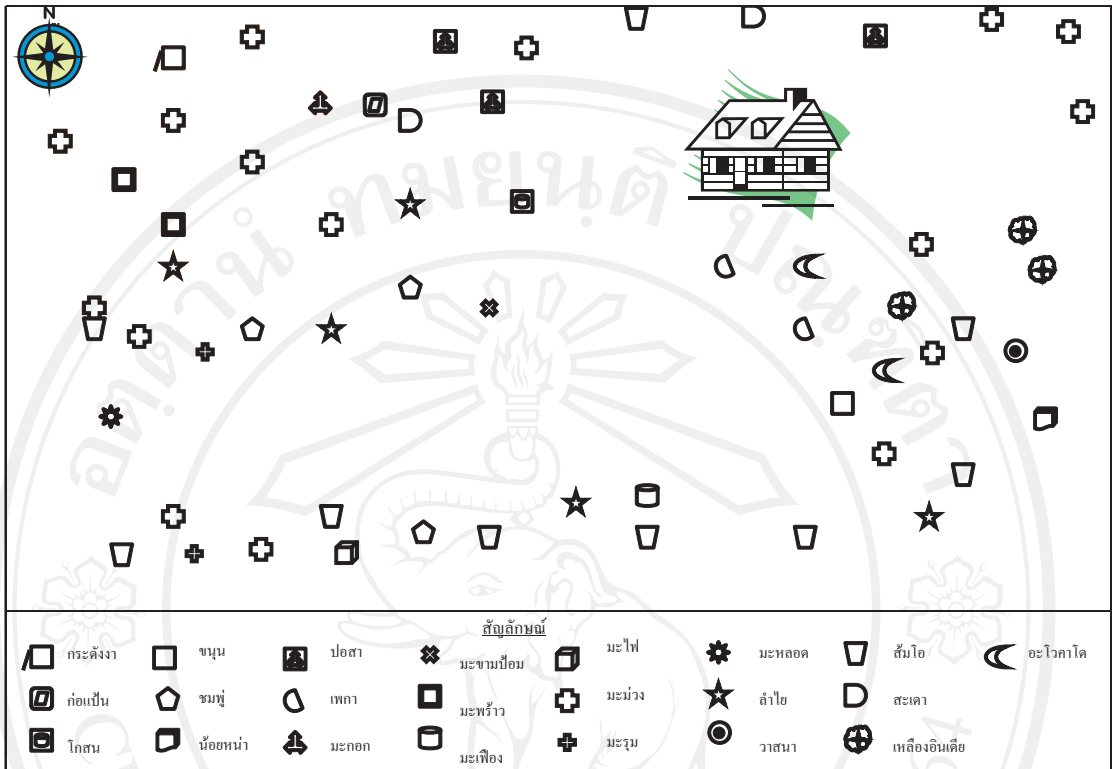 N
สัญลักษณ์
กระดังงา ขนุน ปอสา มะขามป้อม มะไฟ มะหลอด ส้มโอ อะโวคาโด
ก่อแป้น ชมพู่ เพกา มะพร้าว มะม่วง ลำไย สะเดา
โกสน น้อยหน่า มะกอก มะเฟือง มะรุม วาสนา เหลืองอินเดีย